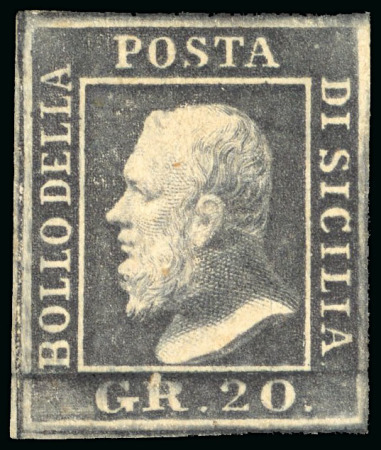 BOLLO DELLA
POSTA
DI SICILIA
GR. 20.